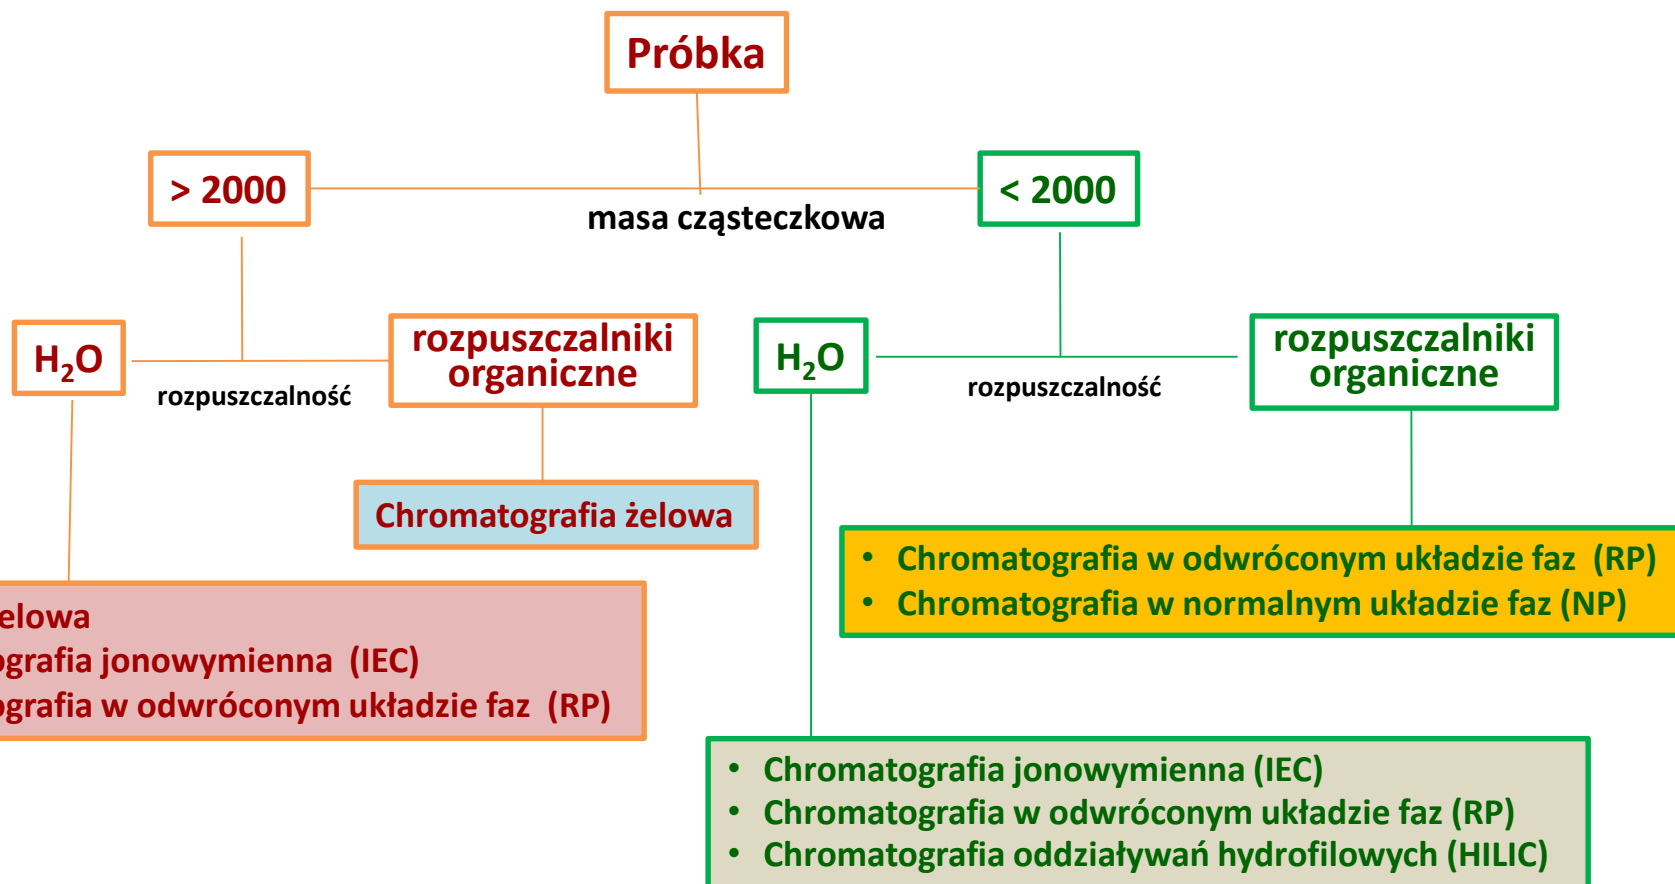 Próbka
> 2000
< 2000
masa cząsteczkowa
H₂O
rozpuszczalność
rozpuszczalniki
organiczne
H₂O
rozpuszczalność
rozpuszczalniki
organiczne
Chromatografia żelowa
• Chromatografia w odwróconym układzie faz (RP)
• Chromatografia w normalnym układzie faz (NP)
elowa
ografia jonowymienna (IEC)
ografia w odwróconym układzie faz (RP)
• Chromatografia jonowymienna (IEC)
• Chromatografia w odwróconym układzie faz (RP)
• Chromatografia oddziaływań hydrofilowych (HILIC)